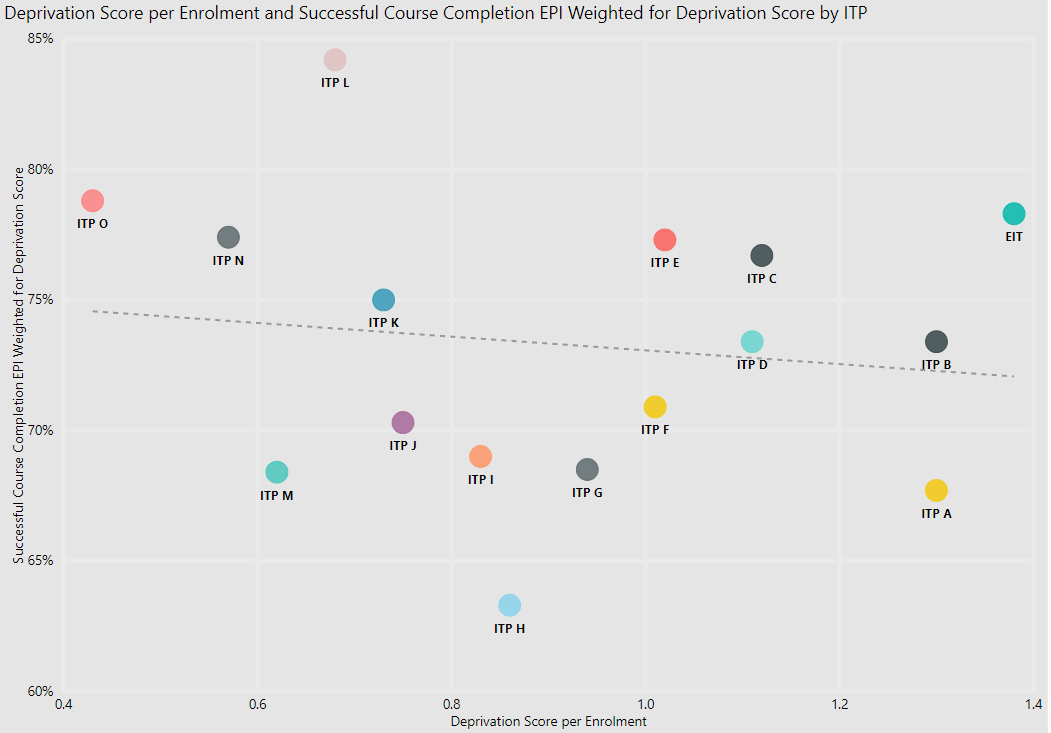 Deprivation Score per Enrolment and Successful Course Completion EPI Weighted for Deprivation Score by ITP
Successful Course Completion EPI Weighted for Deprivation Score
85%
80%
75%
70%
65%
60%
ITP L
ITP O
EIT
ITP N
ITP E
ITP C
ITP K
ITP D
ITP B
ITP F
ITP J
ITP I
ITP G
ITP M
ITP A
ITP H
0.4
0.6
0.8
1.0
1.2
1.4
Deprivation Score per Enrolment